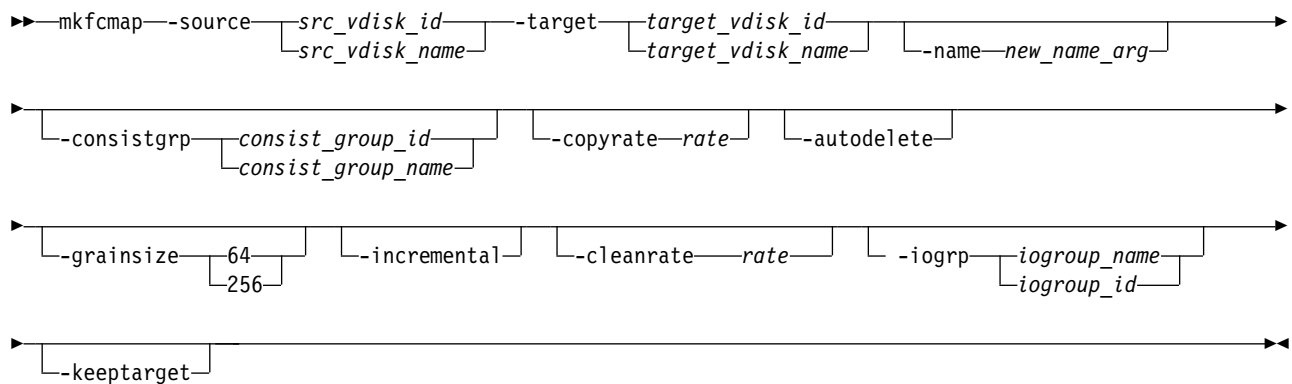 mkfcmap -source src_vdisk_id -target target_vdisk_id
src_vdisk_name target_vdisk_name -name new_name_arg
-consistgrp consist_group_id -copyrate rate -autodelete
consist_group_name
-grainsize 64 -incremental -cleanrate rate -iogrp iogroup_name
256 iogroup_id
-keeptarget